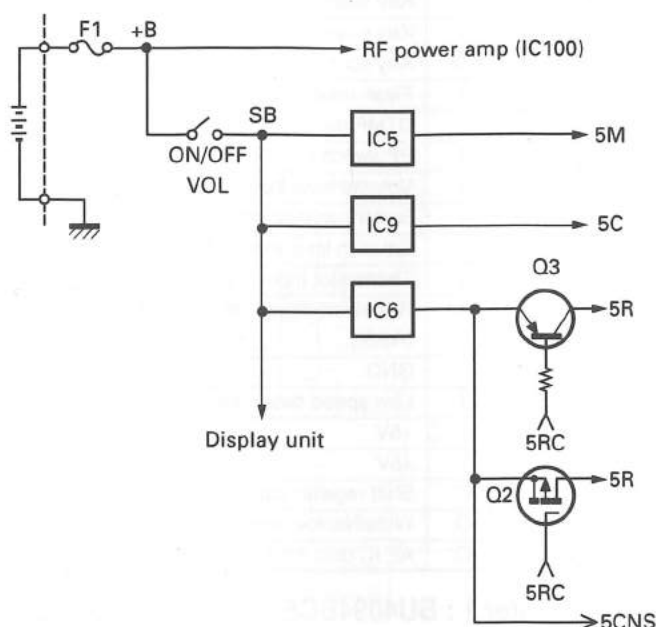 F1
+B
RF power amp (IC100)
SB
ON/OFF
VOL
IC5
5M
IC9
5C
Q3
IC6
5R
Display unit
5RC
Q2
5R
5RC
5CNS